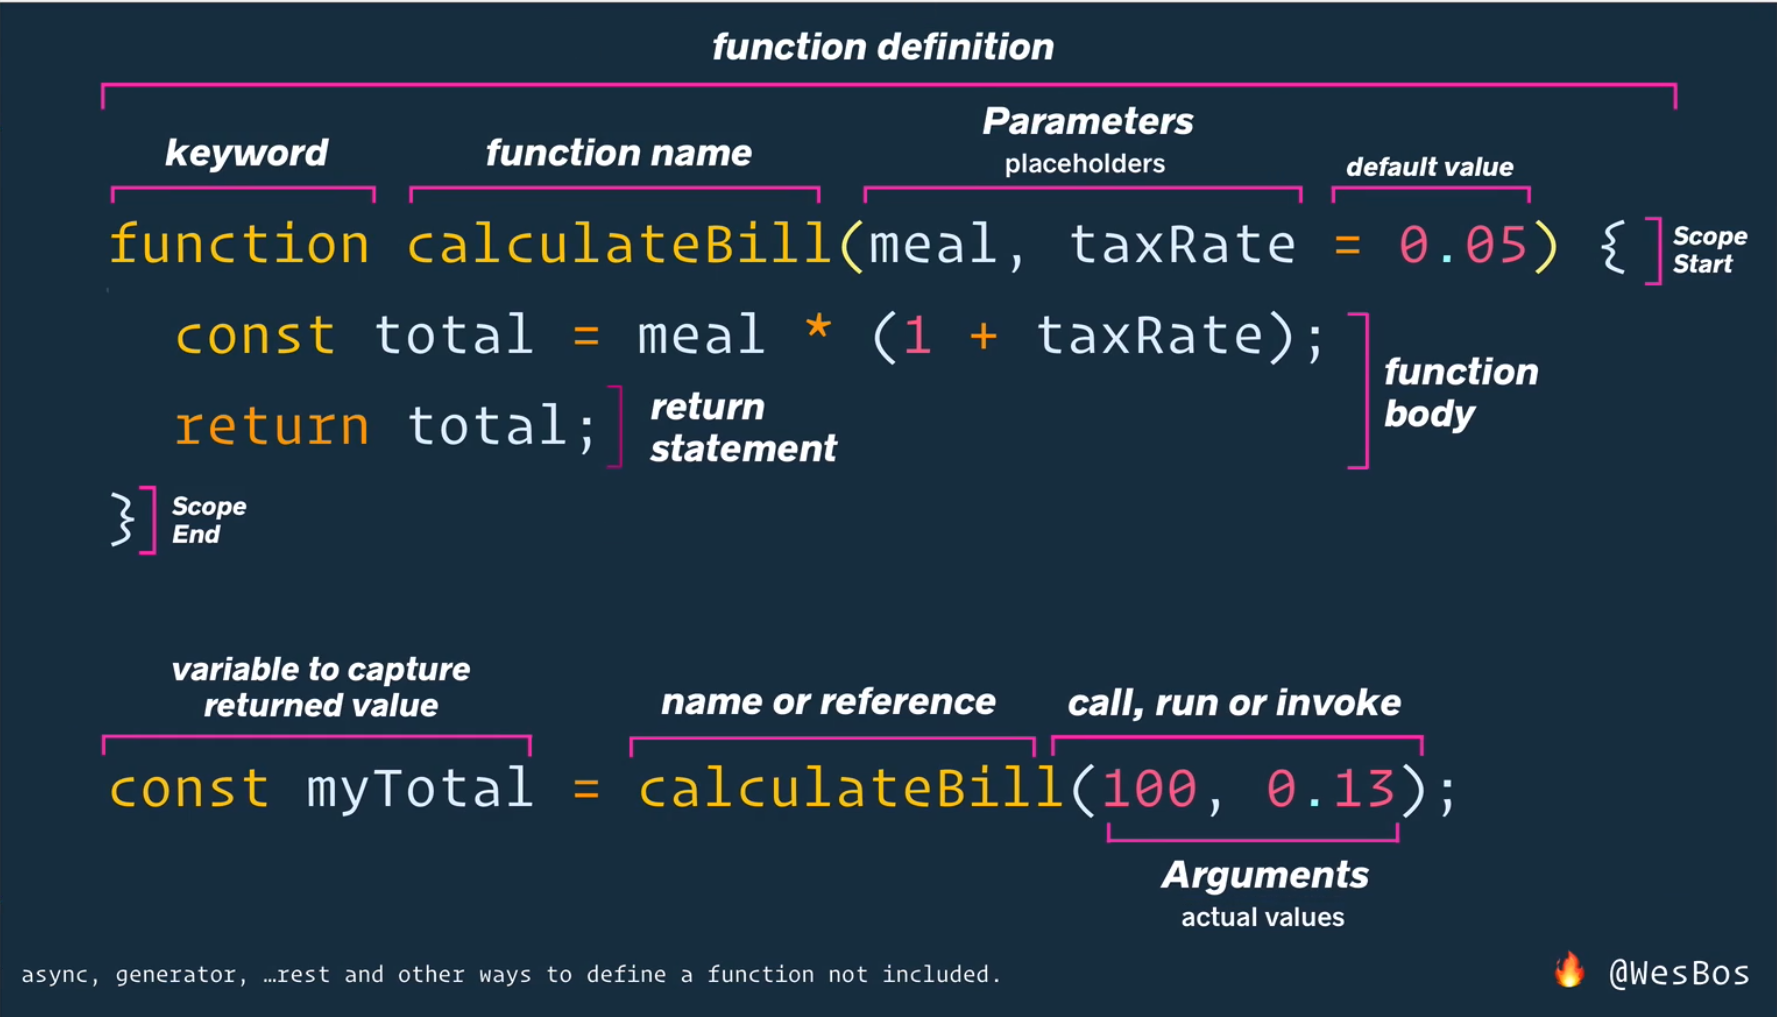 function definition
keyword
function name
Parameters
placeholders
default value
function calculateBill(meal, taxRate = 0.05) {
Scope
Start
const total = meal * (1 + taxRate);
function
body
return total;
return
statement
}
Scope
End
variable to capture
returned value
name or reference
call, run or invoke
const myTotal = calculateBill(100, 0.13);
Arguments
actual values
async, generator, …rest and other ways to define a function not included.
🔥 @WesBos